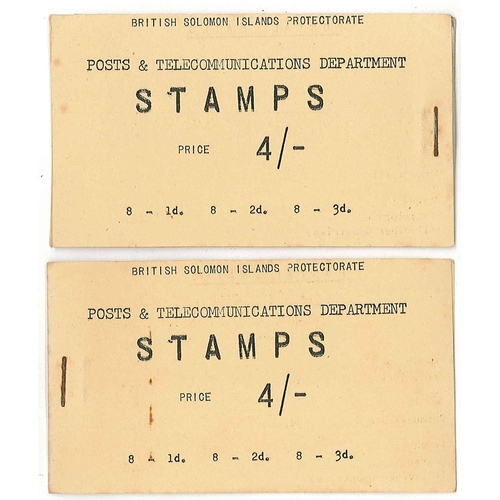 BRITISH SOLOMON ISLANDS PROTECTORATE
POSTS & TELECOMMUNICATIONS DEPARTMENT
STAMPS
PRICE 4/-
8 - 1d. 8 - 2d. 8 - 3d.
BRITISH SOLOMON ISLANDS PROTECTORATE
POSTS & TELECOMMUNICATIONS DEPARTMENT
STAMPS
PRICE 4/-
8 - 1d. 8 - 2d. 8 - 3d.